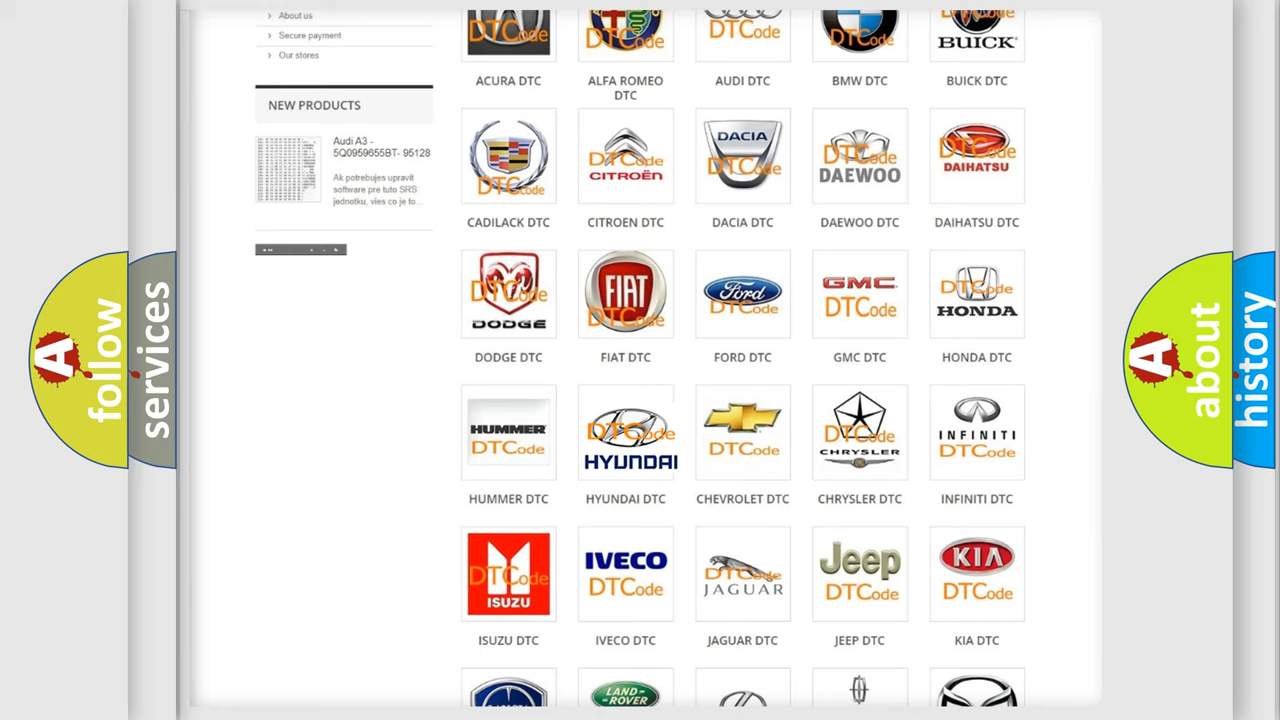 About us
Secure payment
Our stores
NEW PRODUCTS
Audi A3 -
5Q0959655BT- 95128
Ak potrebujes upravit
software pre tuto SRS
jednotku, vies co je to...
DTCode
DTCode
DTCode
DTCode
BUICK
ACURA DTC
ALFA ROMEO
DTC
AUDI DTC
BMW DTC
BUICK DTC
DTCode
DTCode
CITROËN
DACIA
DTCode
DTCode
DAEWOO
DTCode
DAIHATSU
CADILACK DTC
CITROEN DTC
DACIA DTC
DAEWOO DTC
DAIHATSU DTC
DTCode
DODGE
FIAT
DTCode
Ford
DTCode
GMC
DTCode
DTCode
HONDA
DODGE DTC
FIAT DTC
FORD DTC
GMC DTC
HONDA DTC
HUMMER
DTCode
DTCode
HYUNDAI
DTCode
DTCode
CHRYSLER
INFINITI
DTCode
HUMMER DTC
HYUNDAI DTC
CHEVROLET DTC
CHRYSLER DTC
INFINITI DTC
DTCode
ISUZU
IVECO
DTCode
DTCode
JAGUAR
Jeep
DTCode
KIA
DTCode
ISUZU DTC
IVECO DTC
JAGUAR DTC
JEEP DTC
KIA DTC
LAND-
ROVER
A
follow
services
A
about
history